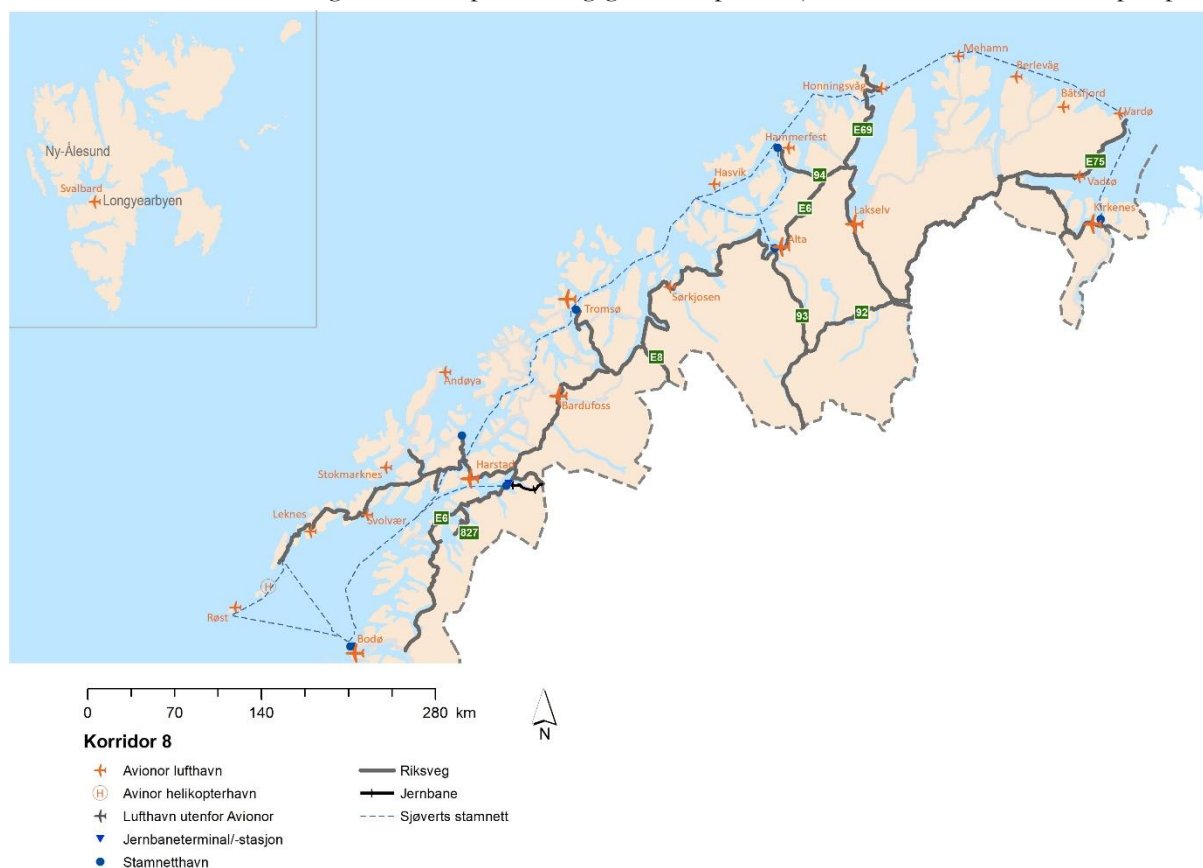 Ny-Ålesund
Svalbard
Longyearbyen
Mehamn
Berlevåg
Honningsvåg
Båtsfjord
Vardø
E69
Hammerfest
E75
94
Hasvik
Vadsø
E6
Kirkenes
Lakselv
Alta
Sørkjosen
Tromsø
93
92
E8
Andøya
Bardufoss
Stokmarknes
Harstad
Leknes
Svolvær
E6
827
H
Røst
Bodø
0 70 140 280 km
N
Korridor 8
Avionor lufthavn
Riksveg
H Avinor helikopterhavn
Jernbane
Lufthavn utenfor Avionor
Sjøverts stamnett
Jernbaneterminal/-stasjon
Stamnetthavn